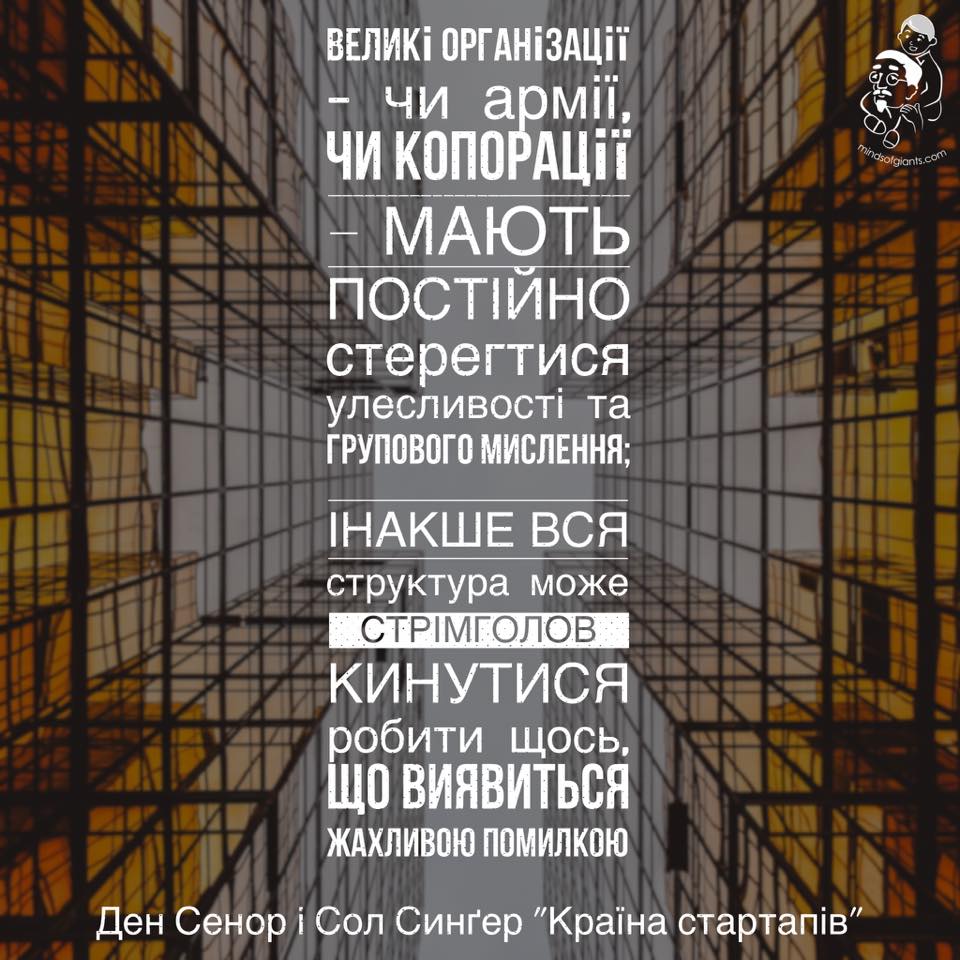 ВЕЛИКІ ОРГАНІЗАЦІЇ
- чи армії,
ЧИ КОПОРАЦІЇ
– МАЮТЬ
ПОСТІЙНО
стерегтися
улесливості та
ГРУПОВОГО МИСЛЕННЯ;
ІНАКШЕ ВСЯ
структура може
СТРІМГОЛОВ
КИНУТИСЯ
робити щось,
ЩО ВИЯВИТЬСЯ
ЖАХЛИВОЮ ПОМИЛКОЮ
Ден Сенор і Сол Синґер "Країна стартапів"
mindsofgiants.com